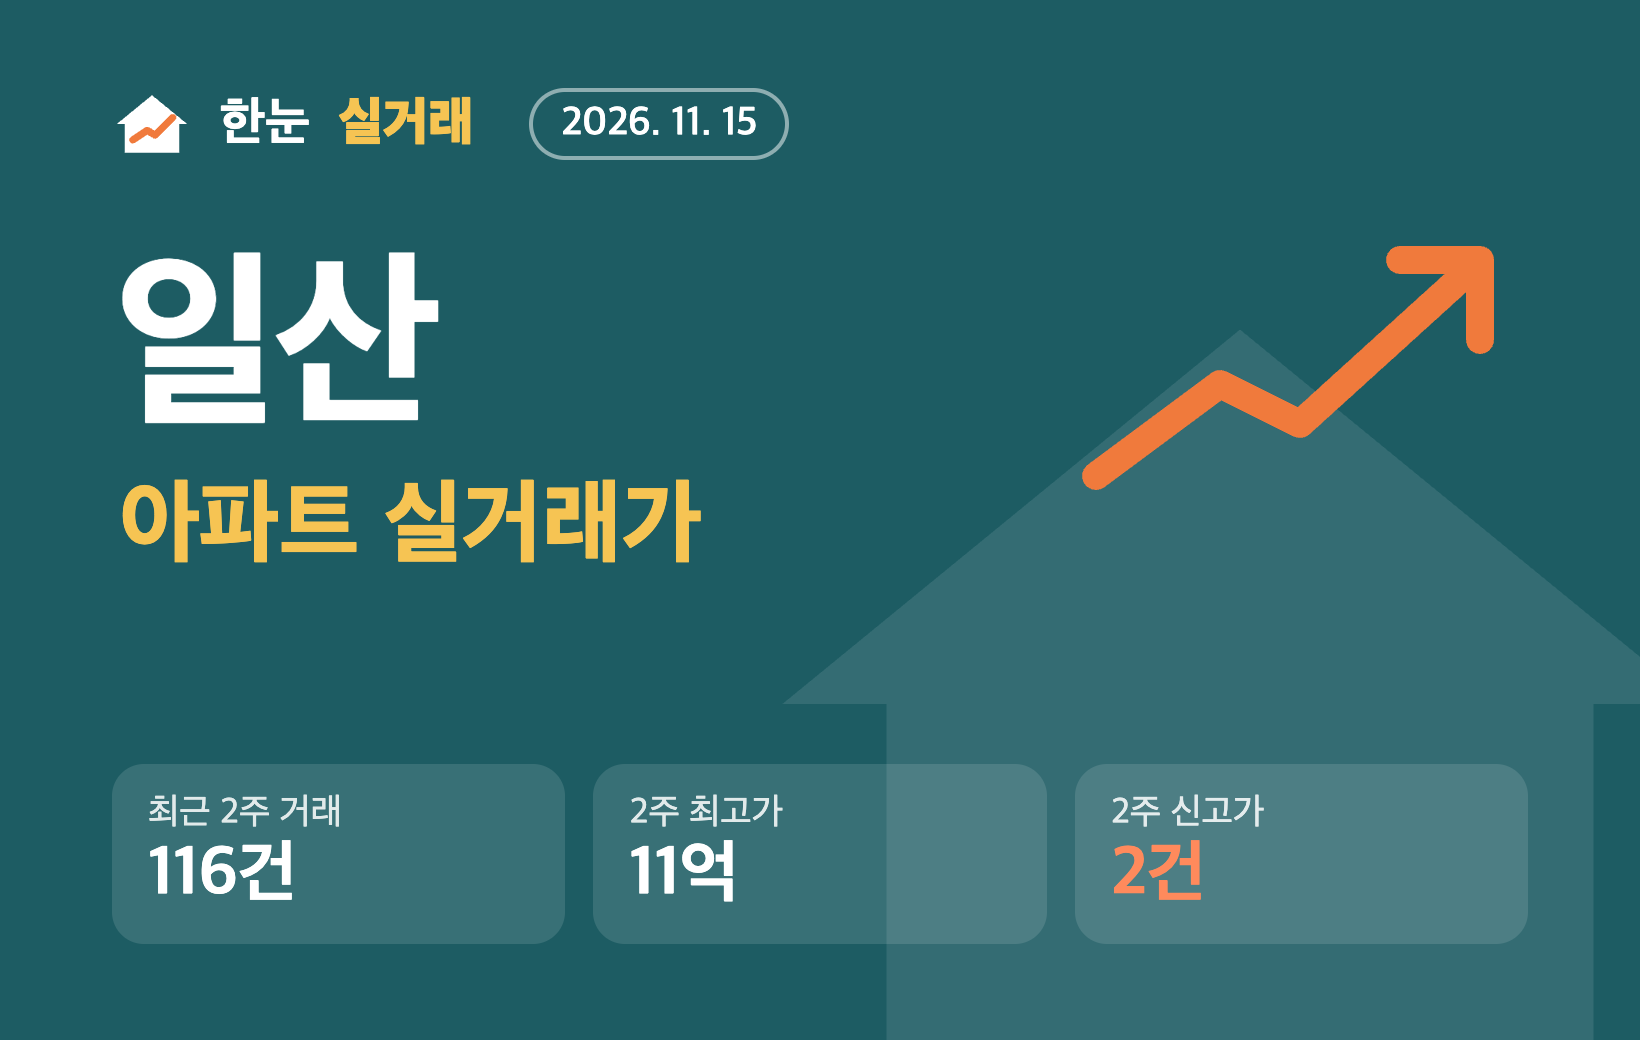 한눈 실거래 2026. 11. 15
일산
아파트 실거래가
최근 2주 거래
116건
2주 최고가
11억
2주 신고가
2건